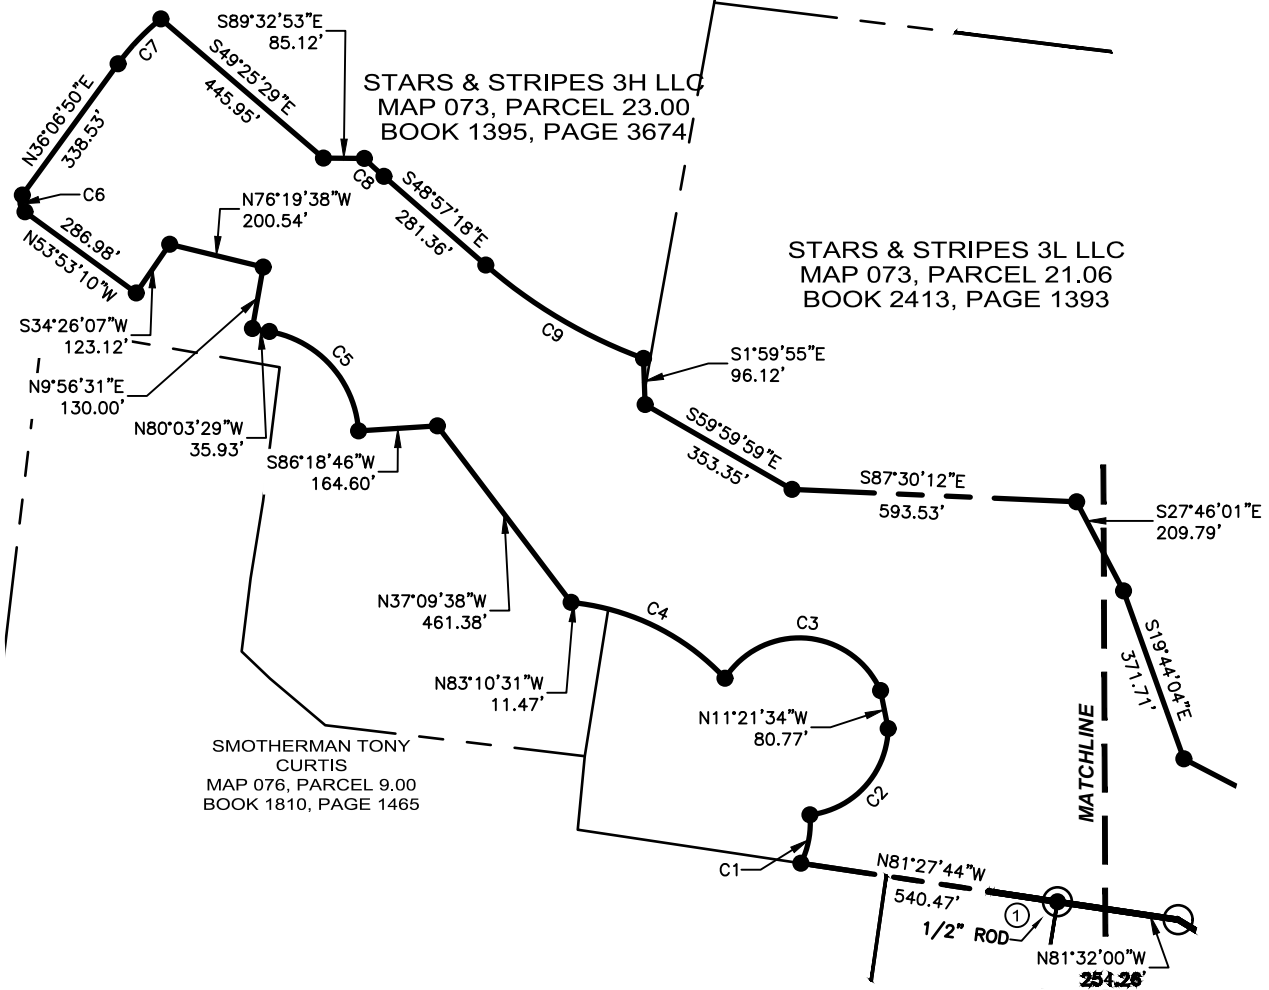 S89°32'53"E
85.12'
C7
S49°25'29"E
445.95'
STARS & STRIPES 3H LLC
MAP 073, PARCEL 23.00
BOOK 1395, PAGE 3674
N36°06'50"E
338.53'
C6
C8
S48°57'18"E
281.36'
N76°19'38"W
200.54'
286.98'
N53°53'10"W
STARS & STRIPES 3L LLC
MAP 073, PARCEL 21.06
BOOK 2413, PAGE 1393
S34°26'07"W
123.12'
C9
C5
S1°59'55"E
96.12'
N9°56'31"E
130.00'
N80°03'29"W
35.93'
S86°18'46"W
164.60'
S59°59'59"E
353.35'
S87°30'12"E
593.53'
S27°46'01"E
209.79'
N37°09'38"W
461.38'
C4
C3
S19°44'04"E
371.71'
N83°10'31"W
11.47'
N11°21'34"W
80.77'
MATCHLINE
SMOTHERMAN TONY
CURTIS
MAP 076, PARCEL 9.00
BOOK 1810, PAGE 1465
C2
C1
N81°27'44"W
540.47'
1
1/2" ROD
N81°32'00"W
254.26'